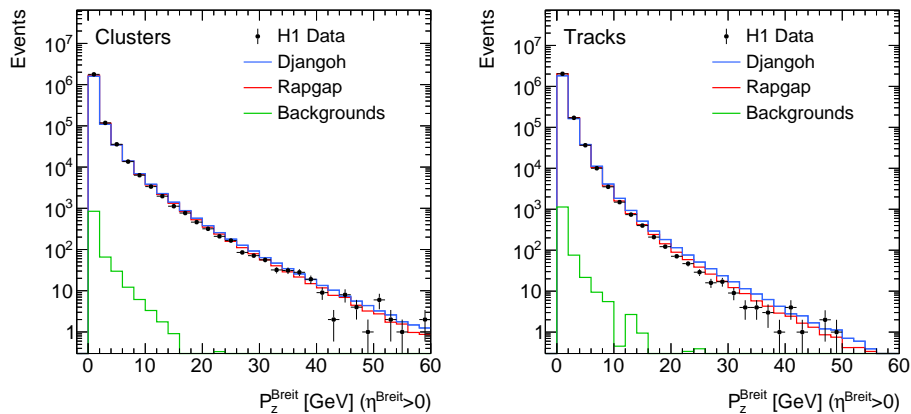 Events
Clusters
H1 Data
Djangoh
Rapgap
Backgrounds
10^7
10^6
10^5
10^4
10^3
10^2
10
1
0 10 20 30 40 50 60
P_z^Breit [GeV] (η^Breit>0)
Events
Tracks
H1 Data
Djangoh
Rapgap
Backgrounds
10^7
10^6
10^5
10^4
10^3
10^2
10
1
0 10 20 30 40 50 60
P_z^Breit [GeV] (η^Breit>0)